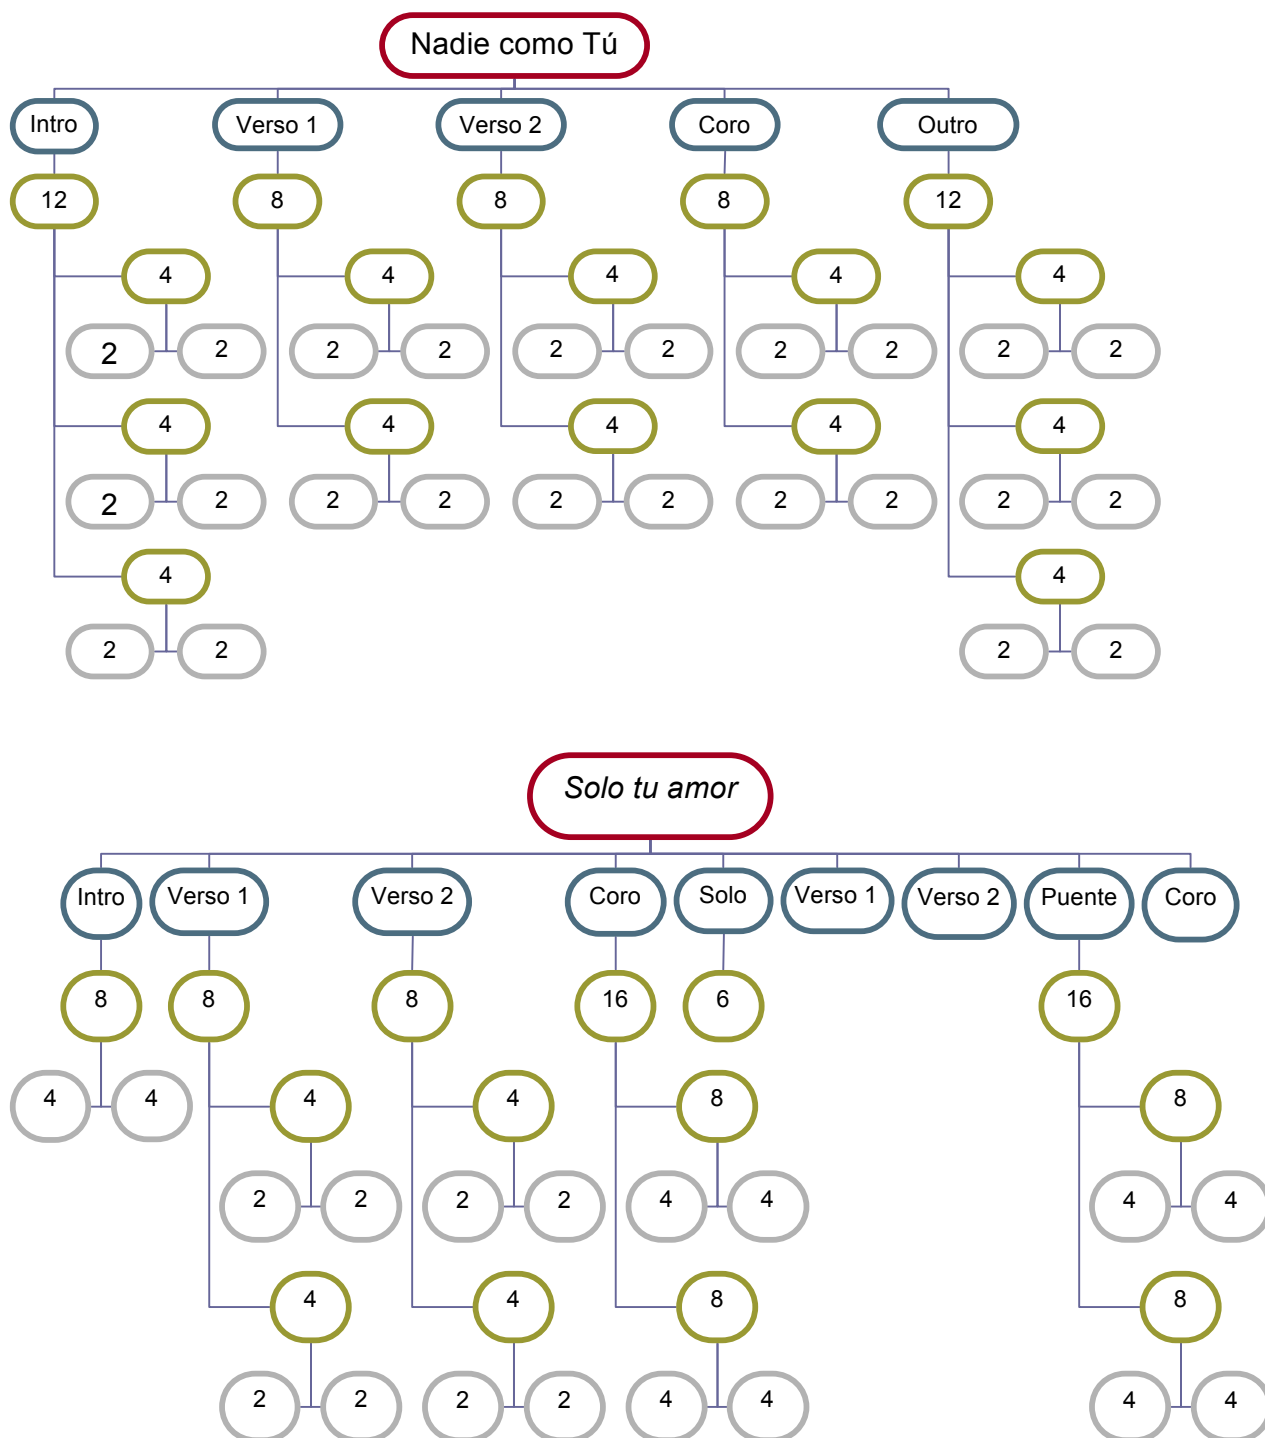 Nadie como Tú
Intro Verso 1 Verso 2 Coro Outro
12 8 8 8 12
4 4 4 4 4
2 2 2 2 2 2 2 2 2 2
4 4 4 4 4
2 2 2 2 2 2 2 2 2 2
4 4
2 2 2 2
Solo tu amor
Intro Verso 1 Verso 2 Coro Solo Verso 1 Verso 2 Puente Coro
8 8 8 16 6 16
4 4 4 4 8 8
2 2 2 2 4 4 4 4
4 4 8 8
2 2 2 2 4 4 4 4